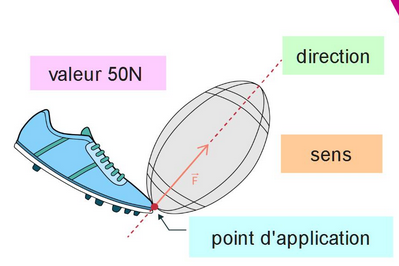 direction
valeur 50N
sens
F
point d'application